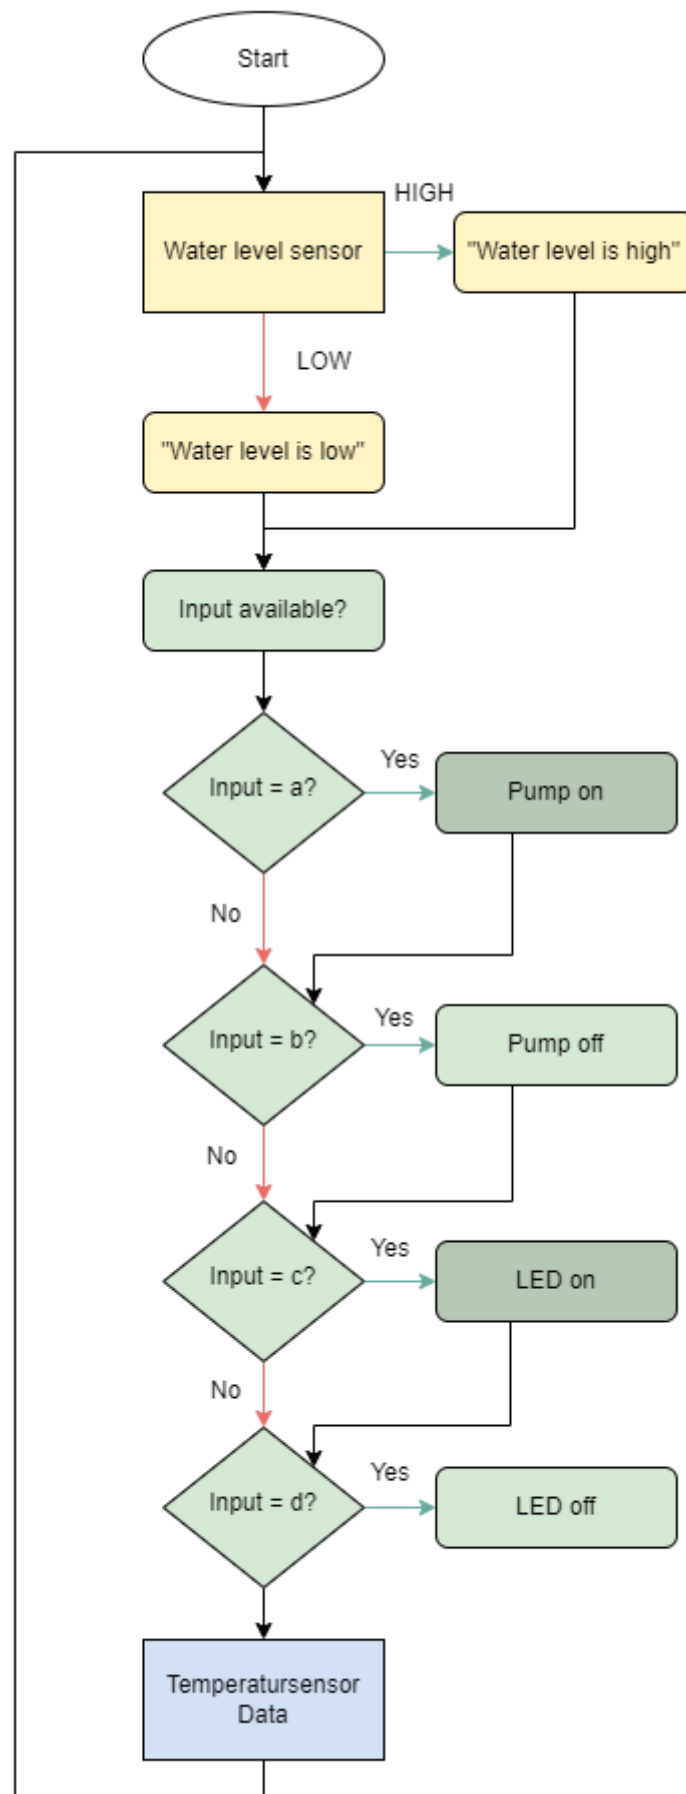 Start
HIGH
Water level sensor
"Water level is high"
LOW
"Water level is low"
Input available?
Yes
Input = a?
Pump on
No
Yes
Input = b?
Pump off
No
Yes
Input = c?
LED on
No
Yes
Input = d?
LED off
Temperatursensor
Data